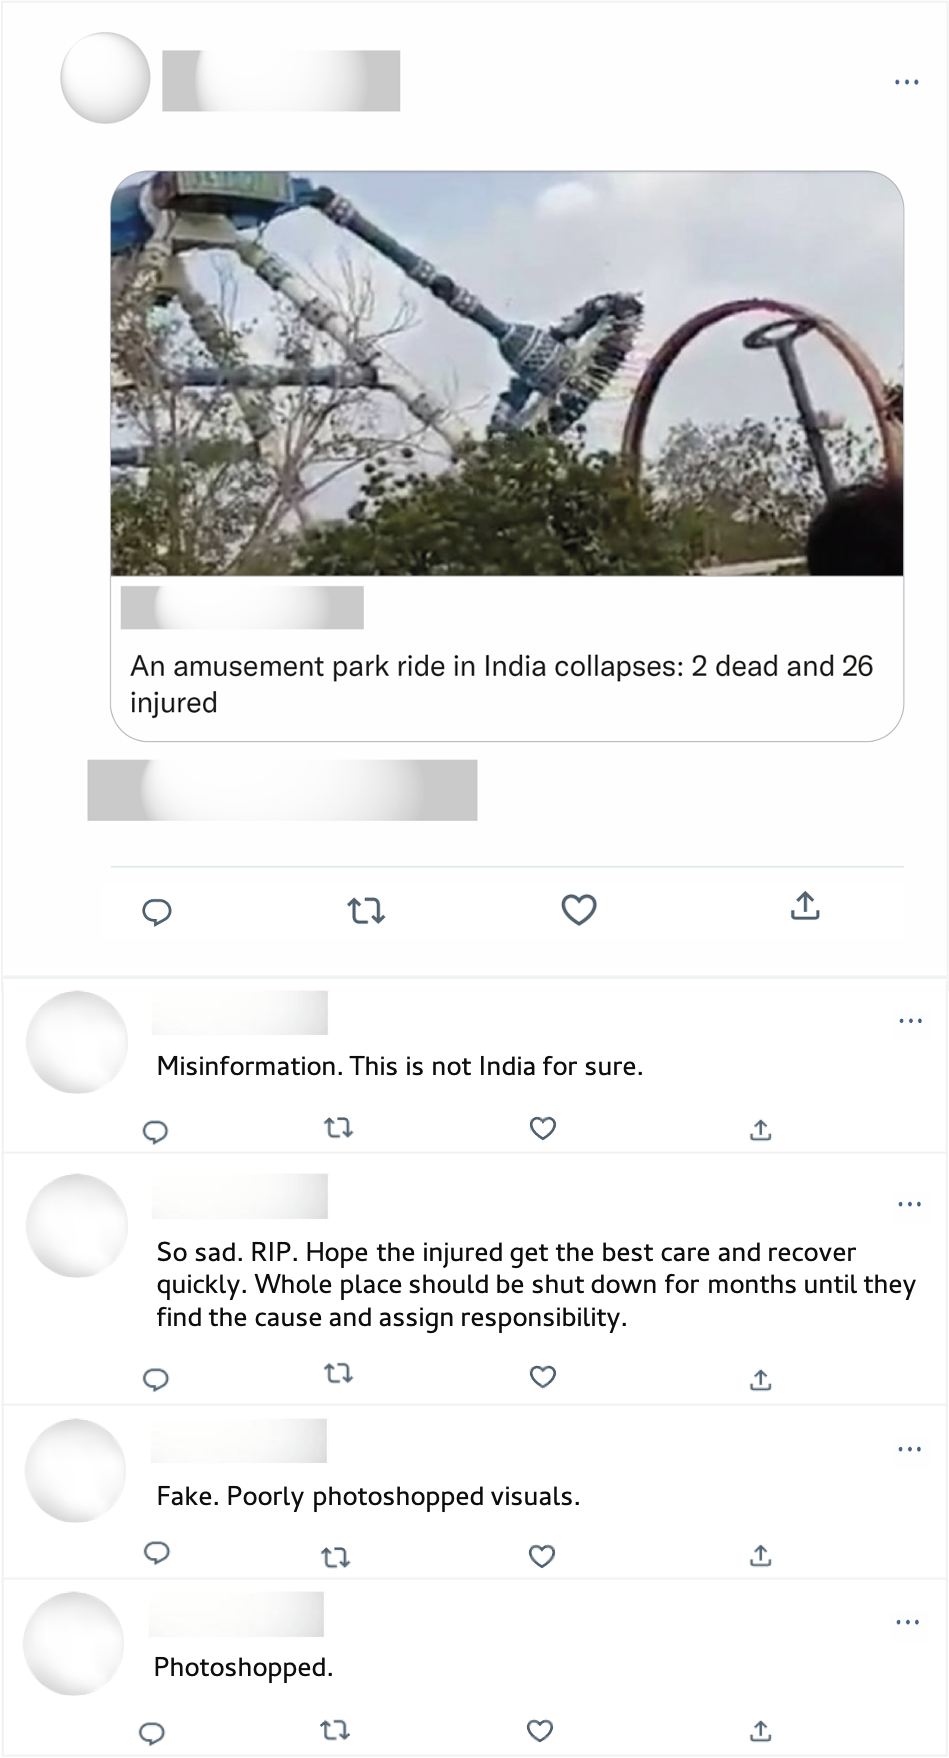 An amusement park ride in India collapses: 2 dead and 26
injured
Misinformation. This is not India for sure.
So sad. RIP. Hope the injured get the best care and recover
quickly. Whole place should be shut down for months until they
find the cause and assign responsibility.
Fake. Poorly photoshopped visuals.
Photoshopped.